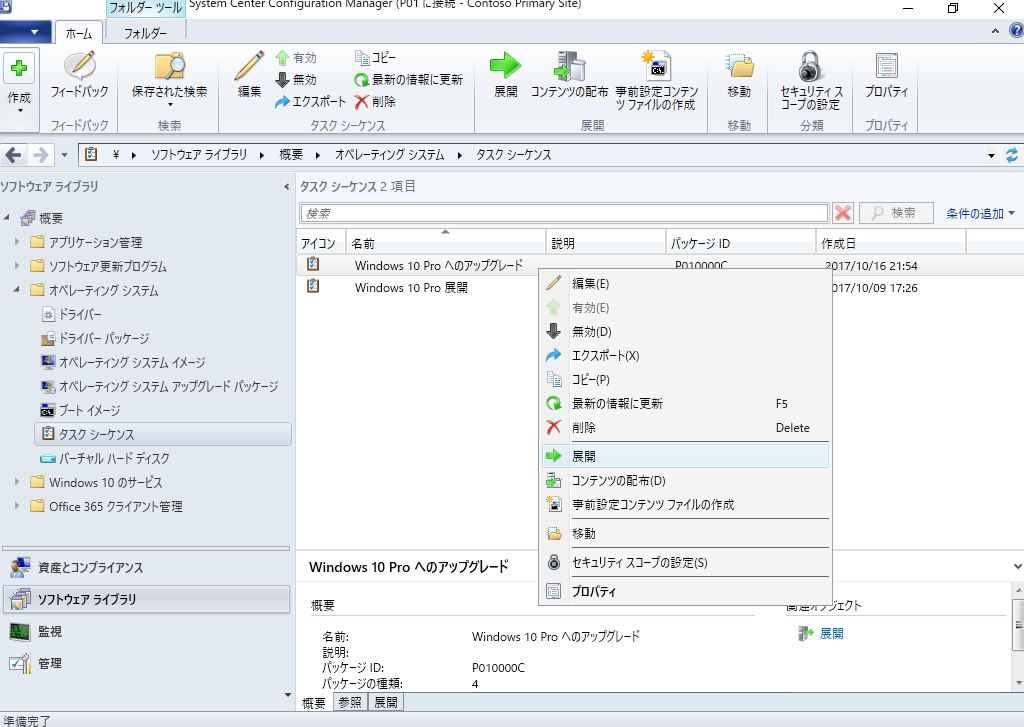 フォルダー ツール
System Center Configuration Manager (P01 に接続 - Contoso Primary Site)
ホーム
フォルダー
作成
フィードバック
フィードバック
保存された検索
検索
編集
有効
無効
エクスポート
コピー
最新の情報に更新
削除
タスク シーケンス
展開
コンテンツの配布
事前設定コンテン
ツ ファイルの作成
展開
移動
移動
セキュリティ ス
コープの設定
分類
プロパティ
プロパティ
¥ ソフトウェア ライブラリ 概要 オペレーティング システム タスク シーケンス
ソフトウェア ライブラリ
概要
アプリケーション管理
ソフトウェア更新プログラム
オペレーティング システム
ドライバー
ドライバー パッケージ
オペレーティング システム イメージ
オペレーティング システム アップグレード パッケージ
ブート イメージ
タスク シーケンス
バーチャル ハード ディスク
Windows 10 のサービス
Office 365 クライアント管理
資産とコンプライアンス
ソフトウェア ライブラリ
監視
管理
タスク シーケンス 2 項目
検索
検索
条件の追加
アイコン 名前 説明 パッケージ ID 作成日
Windows 10 Pro へのアップグレード P010000C 2017/10/16 21:54
Windows 10 Pro 展開 017/10/09 17:26
編集(E)
有効(E)
無効(D)
エクスポート(X)
コピー(P)
最新の情報に更新 F5
削除 Delete
展開
コンテンツの配布(D)
事前設定コンテンツ ファイルの作成
移動
セキュリティ スコープの設定(S)
プロパティ
Windows 10 Pro へのアップグレード
概要
名前: Windows 10 Pro へのアップグレード
説明:
パッケージ ID: P010000C
パッケージの種類: 4
関連オブジェクト
展開
概要 参照 展開
準備完了